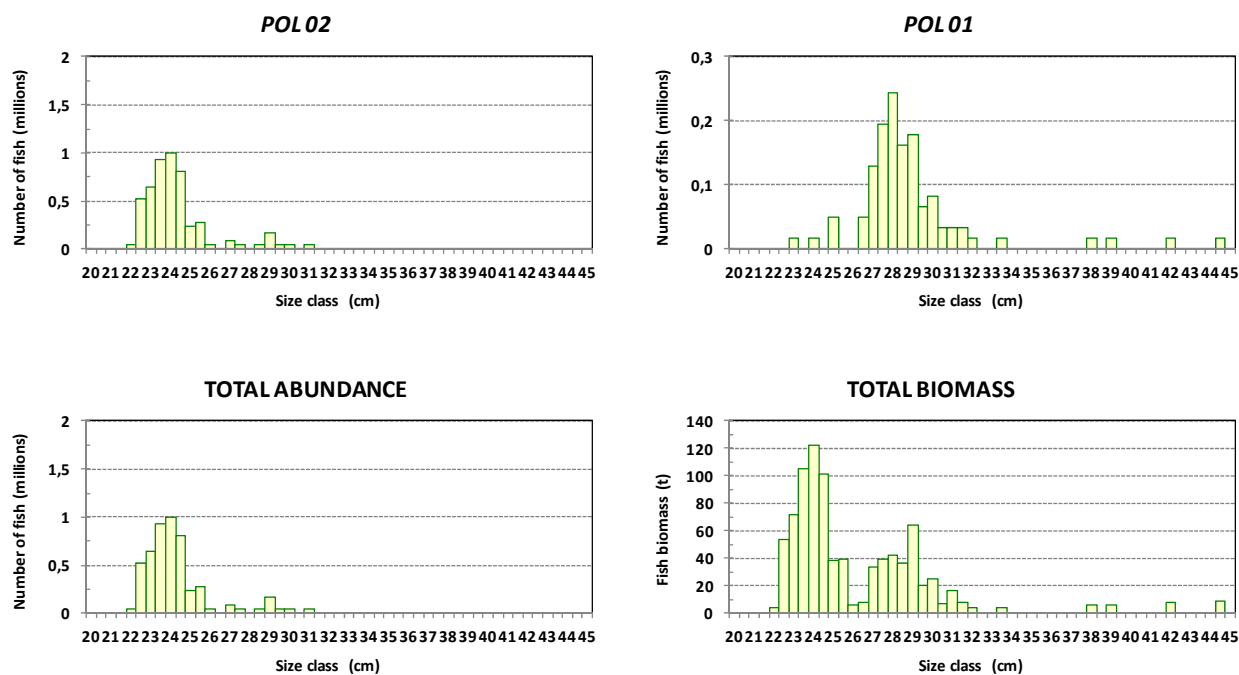 POL 02
2
1,5
1
0,5
0
Number of fish (millions)
20 21 22 23 24 25 26 27 28 29 30 31 32 33 34 35 36 37 38 39 40 41 42 43 44 45
Size class (cm)
POL 01
0,3
0,2
0,1
0
Number of fish (millions)
20 21 22 23 24 25 26 27 28 29 30 31 32 33 34 35 36 37 38 39 40 41 42 43 44 45
Size class (cm)
TOTAL ABUNDANCE
2
1,5
1
0,5
0
Number of fish (millions)
20 21 22 23 24 25 26 27 28 29 30 31 32 33 34 35 36 37 38 39 40 41 42 43 44 45
Size class (cm)
TOTAL BIOMASS
140
120
100
80
60
40
20
0
Fish biomass (t)
20 21 22 23 24 25 26 27 28 29 30 31 32 33 34 35 36 37 38 39 40 41 42 43 44 45
Size class (cm)